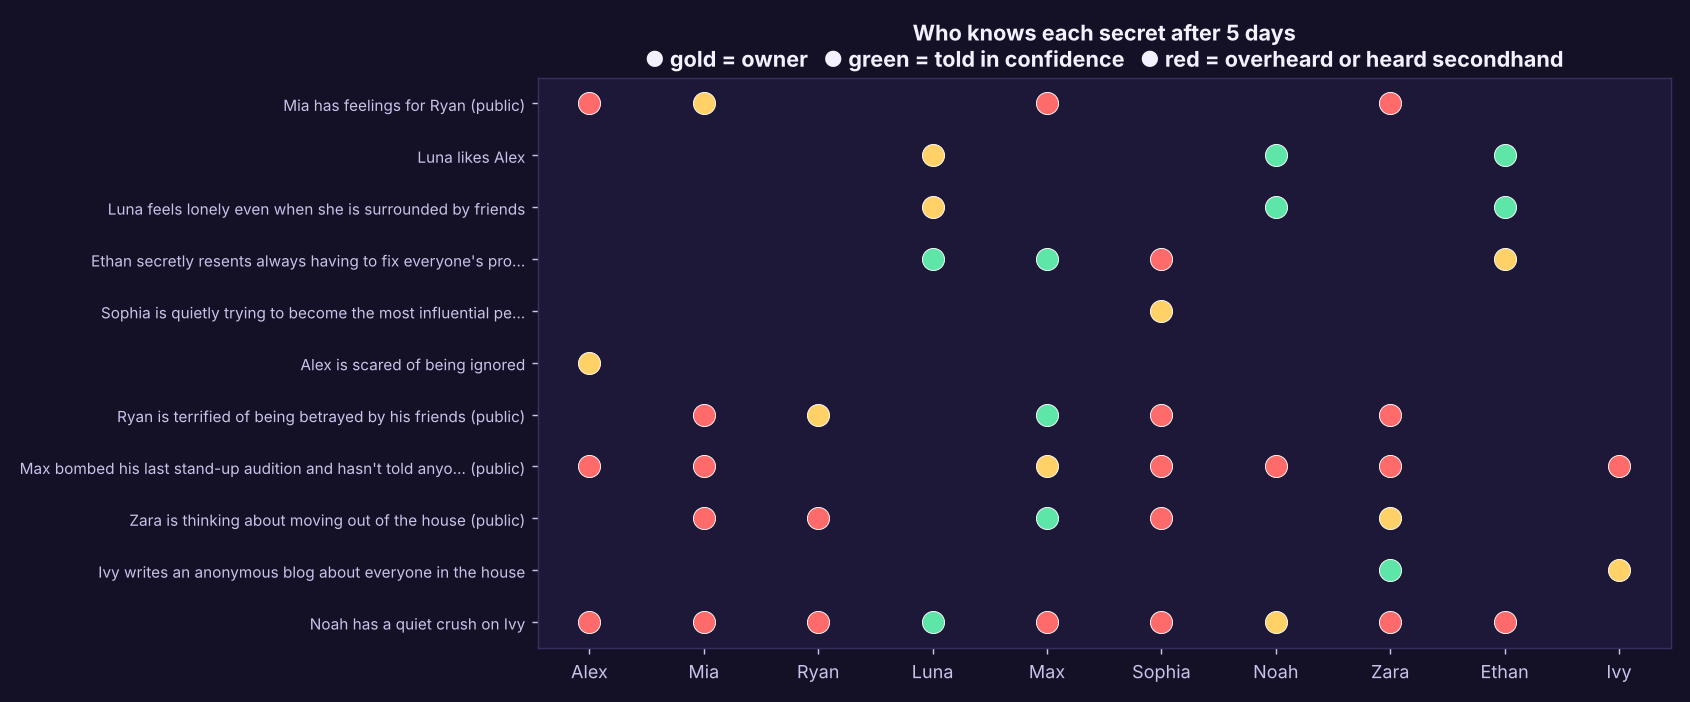 Who knows each secret after 5 days
● gold = owner ● green = told in confidence ● red = overheard or heard secondhand
Mia has feelings for Ryan (public)
Luna likes Alex
Luna feels lonely even when she is surrounded by friends
Ethan secretly resents always having to fix everyone's pro...
Sophia is quietly trying to become the most influential pe...
Alex is scared of being ignored
Ryan is terrified of being betrayed by his friends (public)
Max bombed his last stand-up audition and hasn't told anyo... (public)
Zara is thinking about moving out of the house (public)
Ivy writes an anonymous blog about everyone in the house
Noah has a quiet crush on Ivy
Alex Mia Ryan Luna Max Sophia Noah Zara Ethan Ivy